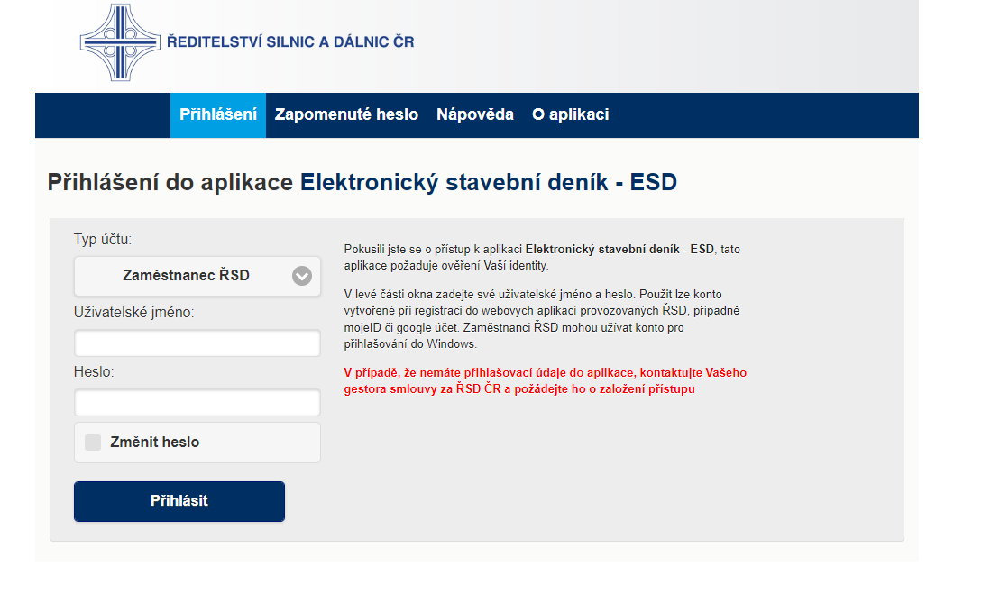 ŘEDITELSTVÍ SILNIC A DÁLNIC ČR
Přihlášení Zapomenuté heslo Nápověda O aplikaci
Přihlášení do aplikace Elektronický stavební deník - ESD
Typ účtu:
Zaměstnanec ŘSD
Uživatelské jméno:
Heslo:
Změnit heslo
Přihlásit
Pokusili jste se o přístup k aplikaci Elektronický stavební deník - ESD, tato
aplikace požaduje ověření Vaší identity.
V levé části okna zadejte své uživatelské jméno a heslo. Použit lze konto
vytvořené při registraci do webových aplikací provozovaných ŘSD, případně
mojeID či google účet. Zaměstnanci ŘSD mohou užívat konto pro
přihlašování do Windows.
V případě, že nemáte přihlašovací údaje do aplikace, kontaktujte Vašeho
gestora smlouvy za ŘSD ČR a požádejte ho o založení přístupu